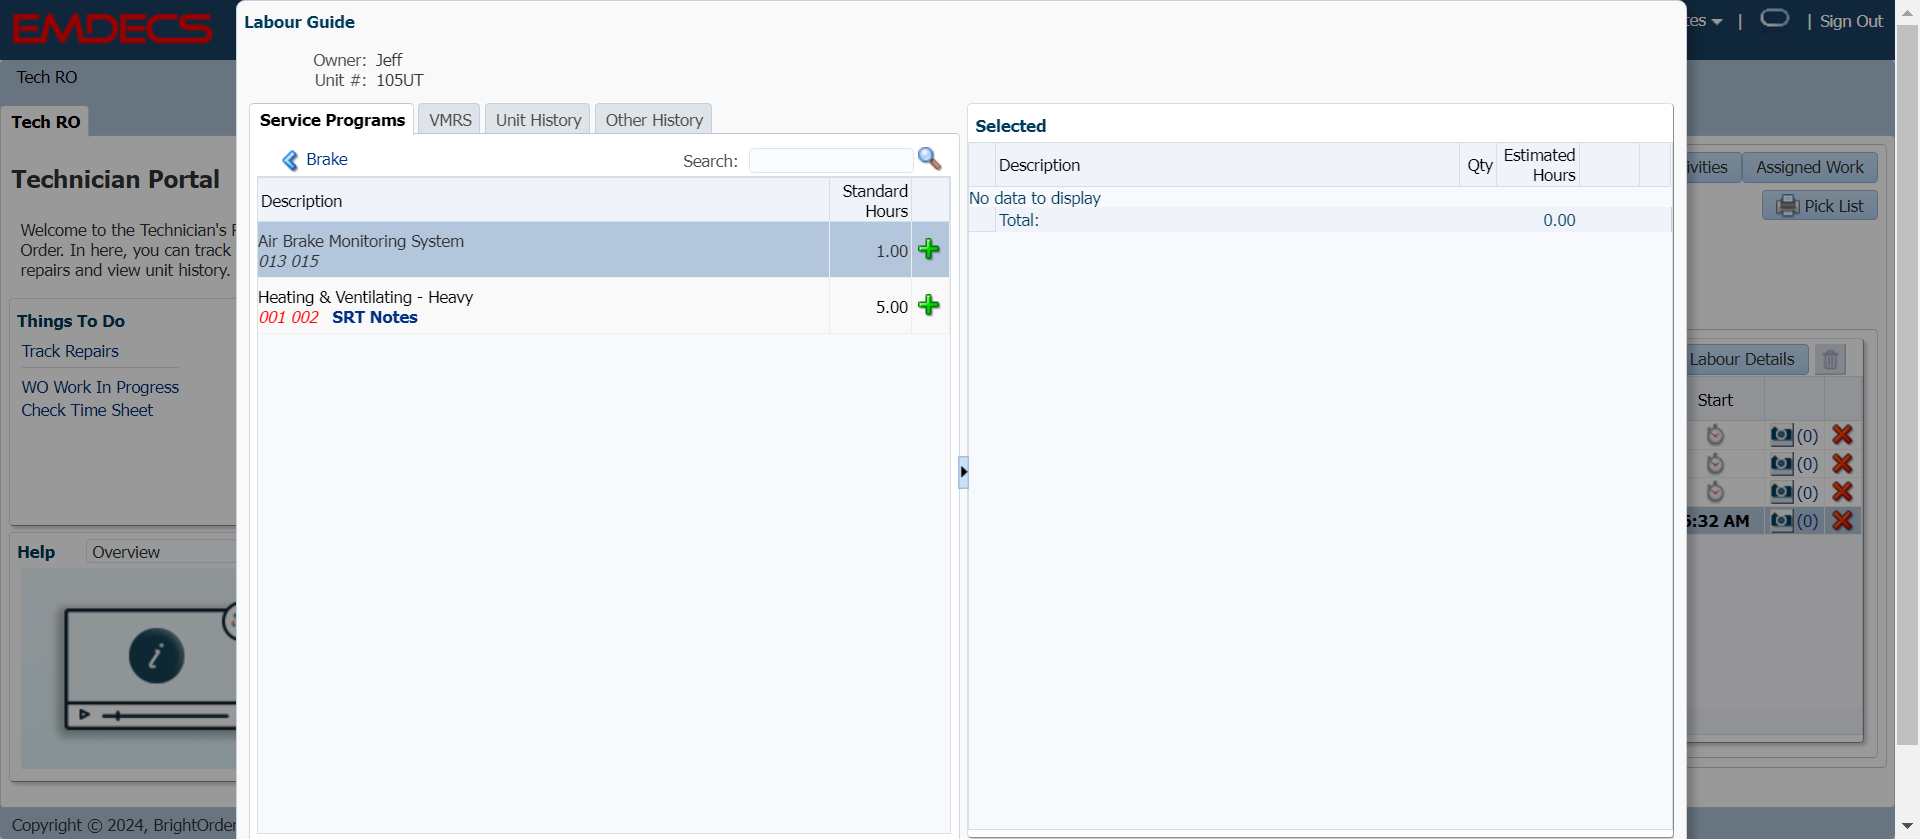 EMDECS
tes | | Sign Out
Tech RO
Tech RO
Technician Portal
Welcome to the Technician's
Order. In here, you can track
repairs and view unit history.
Things To Do
Track Repairs
WO Work In Progress
Check Time Sheet
Help Overview
i
Copyright © 2024, BrightOrder
Labour Guide
Owner: Jeff
Unit #: 105UT
Service Programs VMRS Unit History Other History
Brake Search:
Description Standard Hours
Air Brake Monitoring System 1.00
013 015
Heating & Ventilating - Heavy 5.00
001 002 SRT Notes
Selected
Description Qty Estimated Hours
No data to display
Total: 0.00
ivities Assigned Work
Pick List
Labour Details
Start
(0)
(0)
(0)
:32 AM (0)